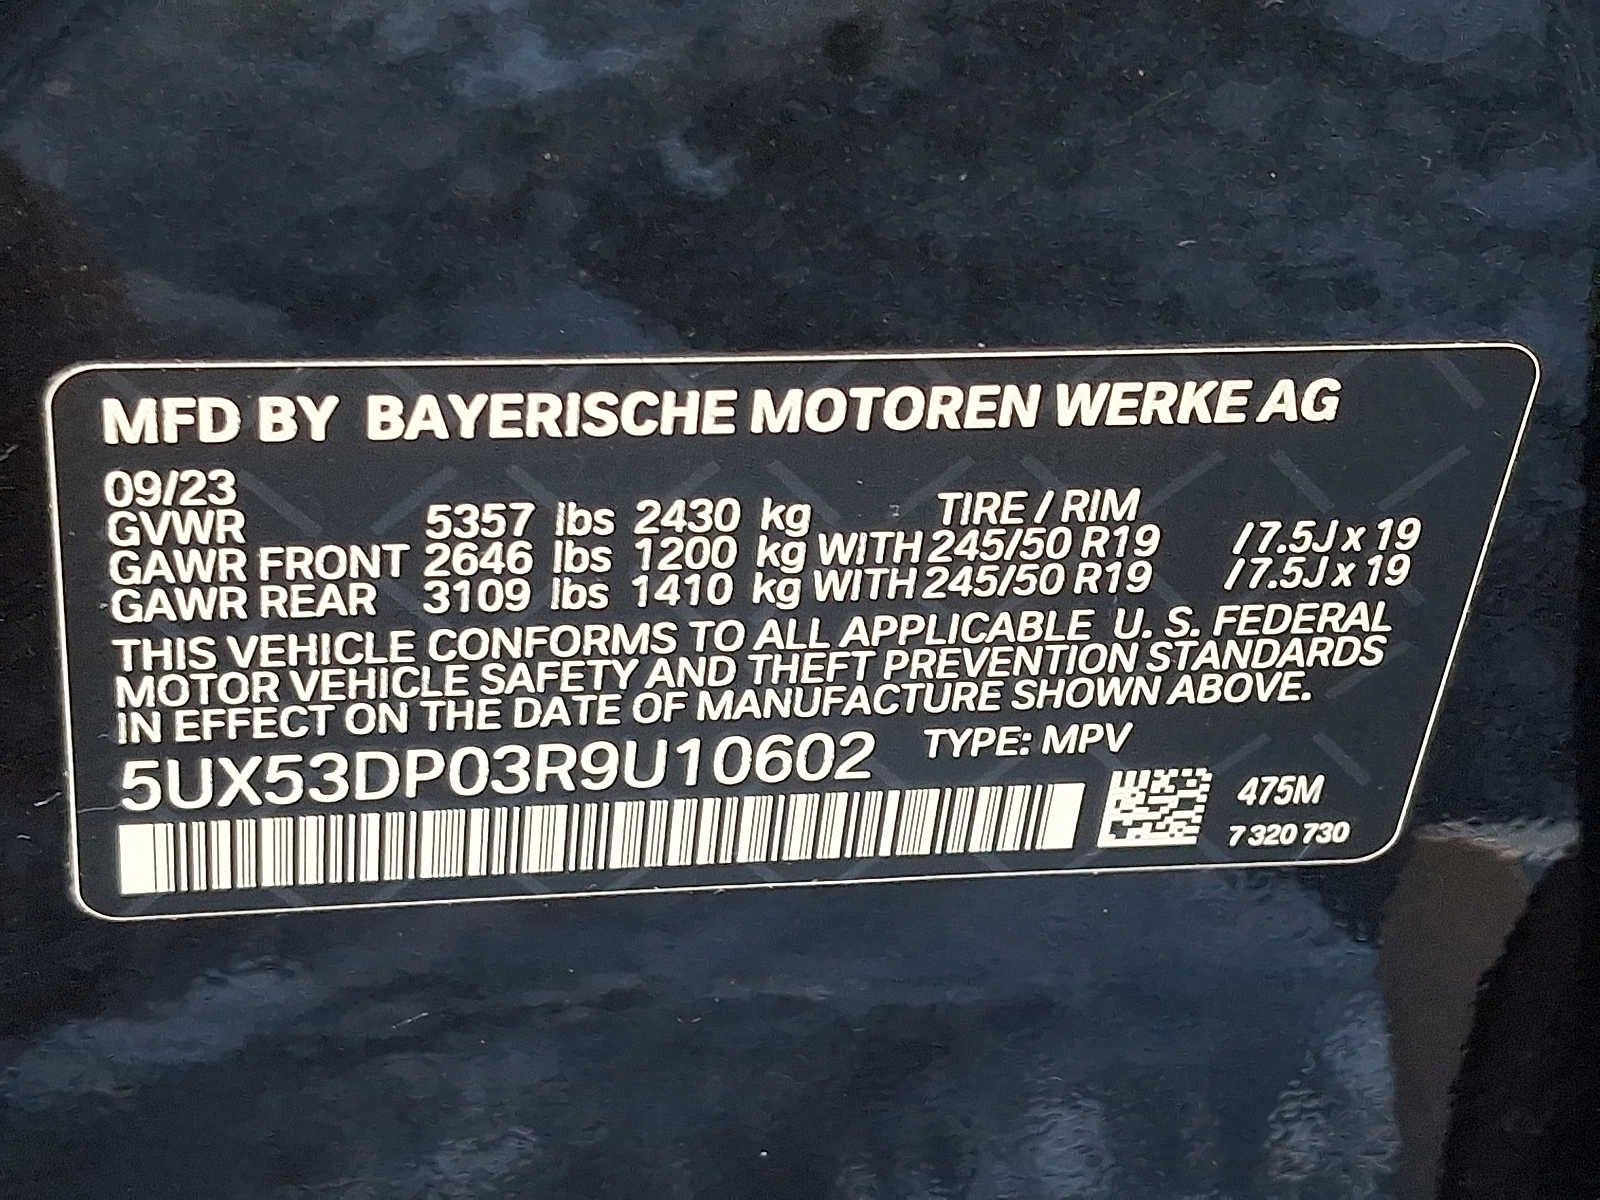 MFD BY BAYERISCHE MOTOREN WERKE AG
09/23
GVWR 5357 lbs 2430 kg TIRE / RIM
GAWR FRONT 2646 lbs 1200 kg WITH 245/50 R19 / 7.5J x 19
GAWR REAR 3109 lbs 1410 kg WITH 245/50 R19 / 7.5J x 19
THIS VEHICLE CONFORMS TO ALL APPLICABLE U. S. FEDERAL
MOTOR VEHICLE SAFETY AND THEFT PREVENTION STANDARDS
IN EFFECT ON THE DATE OF MANUFACTURE SHOWN ABOVE.
5UX53DP03R9U10602 TYPE: MPV
475M
7 320 730